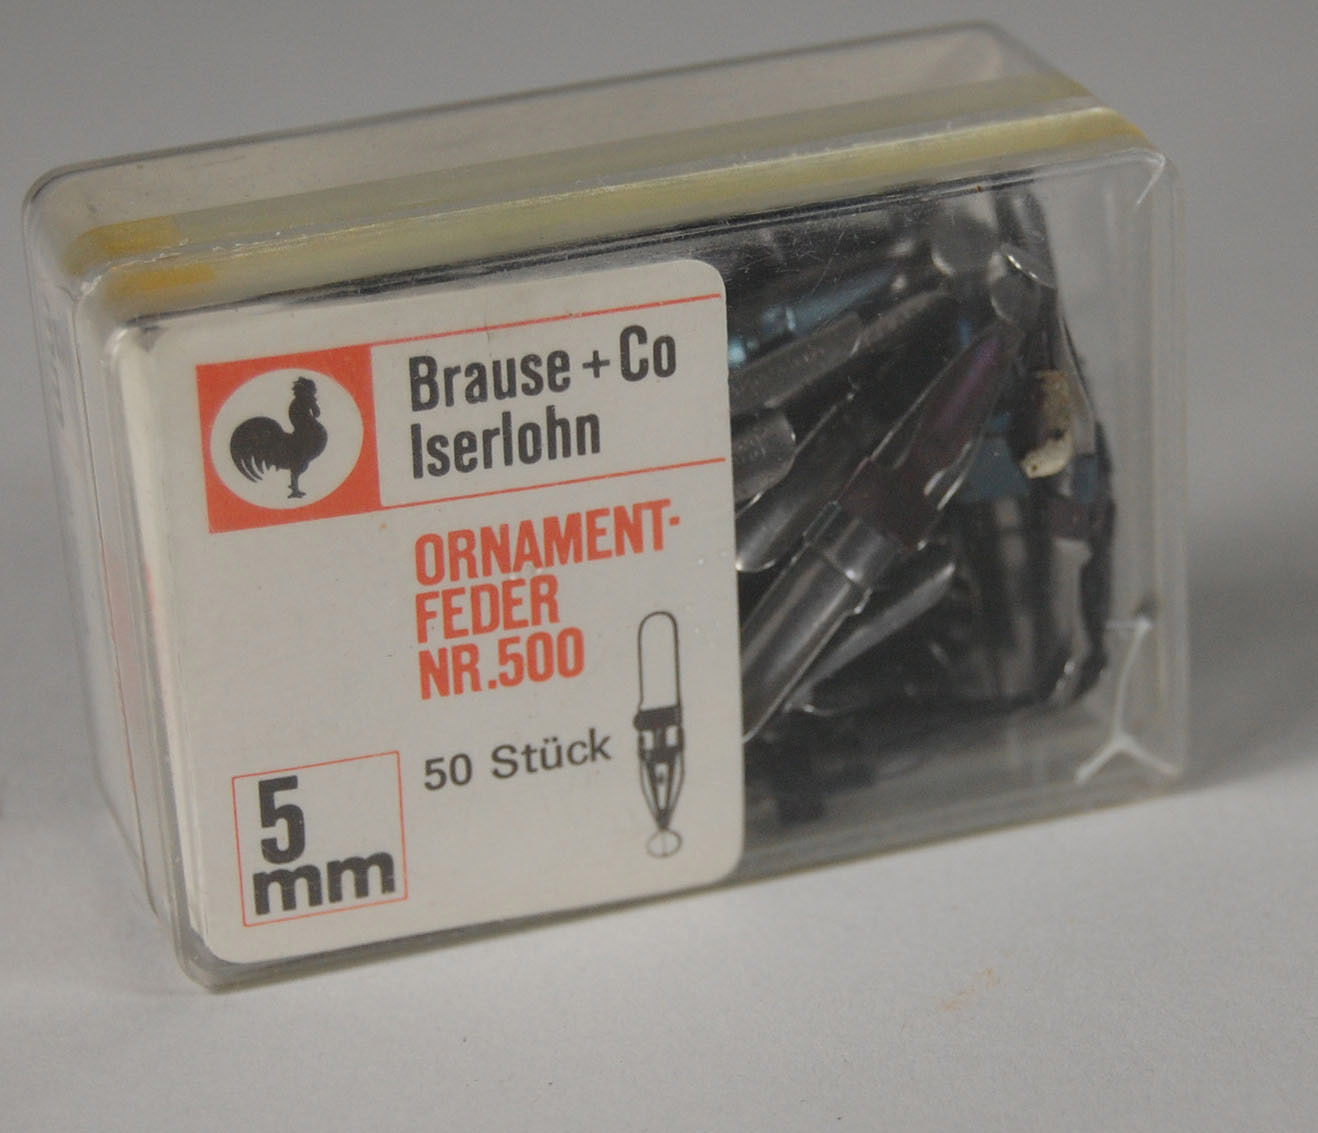 Brause + Co
Iserlohn
ORNAMENT-
FEDER
NR.500
50 Stück
5
mm